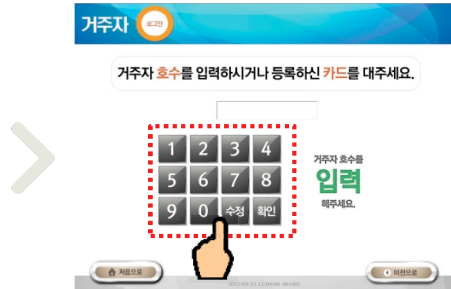 거주자 로그인
거주자 호수를 입력하시거나 등록하신 카드를 대주세요.
1 2 3 4
5 6 7 8
9 0 수정 확인
거주자 호수를
입력
해주세요.
처음으로
이전으로